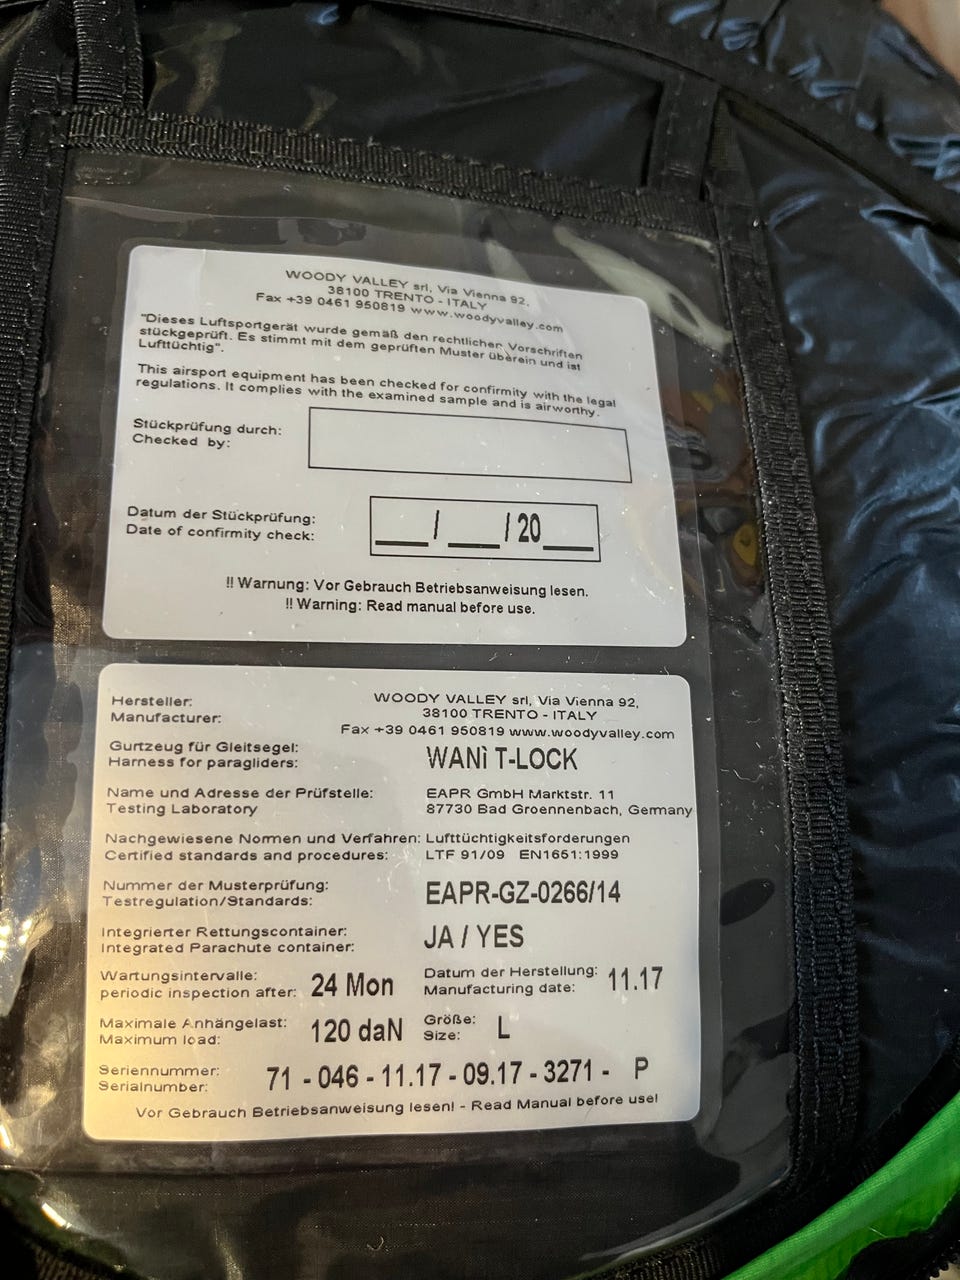 WOODY VALLEY srl, Via Vienna 92,
38100 TRENTO - ITALY
Fax +39 0461 950819 www.woodyvalley.com
"Dieses Luftsportgerät wurde gemäß den rechtlichen Vorschriften
stückgeprüft. Es stimmt mit dem geprüften Muster überein und ist
Lufttüchtig".
This airsport equipment has been checked for confirmity with the legal
regulations. It complies with the examined sample and is airworthy.
Stückprüfung durch:
Checked by:
Datum der Stückprüfung:
Date of confirmity check:
___/___/20___
!! Warnung: Vor Gebrauch Betriebsanweisung lesen.
!! Warning: Read manual before use.
Hersteller: WOODY VALLEY srl, Via Vienna 92,
Manufacturer: 38100 TRENTO - ITALY
Fax +39 0461 950819 www.woodyvalley.com
Gurtzeug für Gleitsegel:
Harness for paragliders:
WANì T-LOCK
Name und Adresse der Prüfstelle: EAPR GmbH Marktstr. 11
Testing Laboratory 87730 Bad Groennenbach, Germany
Nachgewiesene Normen und Verfahren: Lufttüchtigkeitsforderungen
Certified standards and procedures: LTF 91/09 EN1651:1999
Nummer der Musterprüfung:
Testregulation/Standards:
EAPR-GZ-0266/14
Integrierter Rettungscontainer:
Integrated Parachute container:
JA / YES
Wartungsintervalle:
periodic inspection after:
24 Mon
Datum der Herstellung:
Manufacturing date:
11.17
Maximale Anhängelast:
Maximum load:
120 daN
Größe:
Size:
L
Seriennummer:
Serialnumber:
71 - 046 - 11.17 - 09.17 - 3271 - P
Vor Gebrauch Betriebsanweisung lesen! - Read Manual before use!